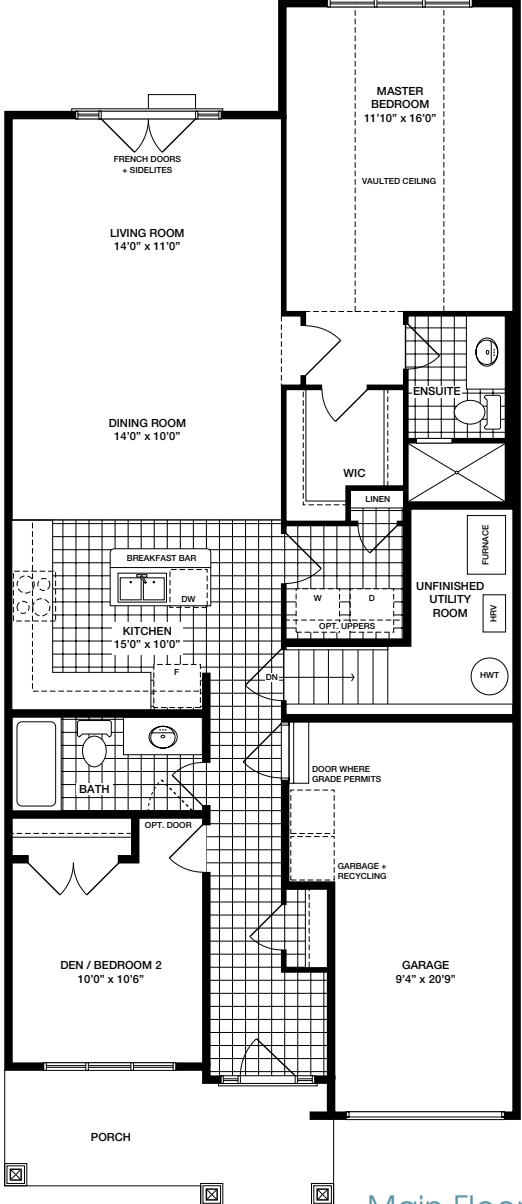 MASTER
BEDROOM
11'10" x 16'0"
FRENCH DOORS
+ SIDELITES
VAULTED CEILING
LIVING ROOM
14'0" x 11'0"
ENSUITE
DINING ROOM
14'0" x 10'0"
WIC
LINEN
FURNACE
BREAKFAST BAR
UNFINISHED
UTILITY
ROOM
DW
W
D
HRV
OPT. UPPERS
KITCHEN
15'0" x 10'0"
F
DN
HWT
DOOR WHERE
GRADE PERMITS
BATH
OPT. DOOR
GARBAGE +
RECYCLING
DEN / BEDROOM 2
10'0" x 10'6"
GARAGE
9'4" x 20'9"
PORCH
Main Floor